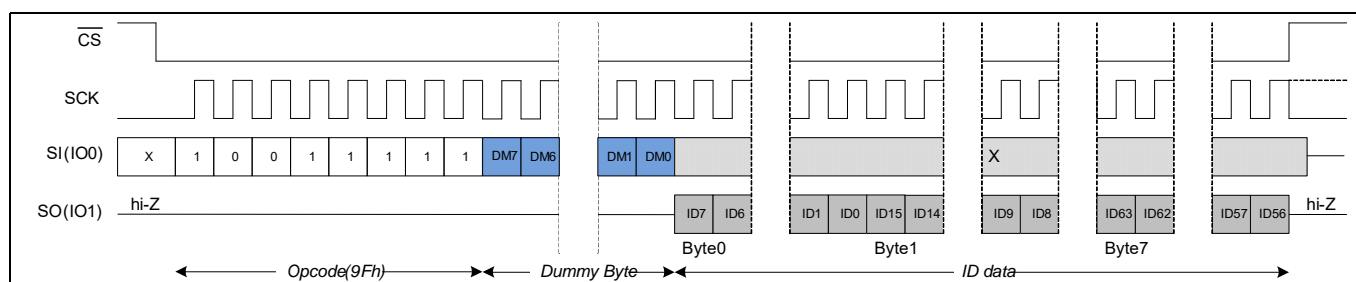 CS
SCK
SI(IO0) X 1 0 0 1 1 1 1 1 DM7 DM6 DM1 DM0 X
SO(IO1) hi-Z ID7 ID6 ID1 ID0 ID15 ID14 ID9 ID8 ID63 ID62 ID57 ID56 hi-Z
Byte0 Byte1 Byte7
Opcode(9Fh) Dummy Byte ID data